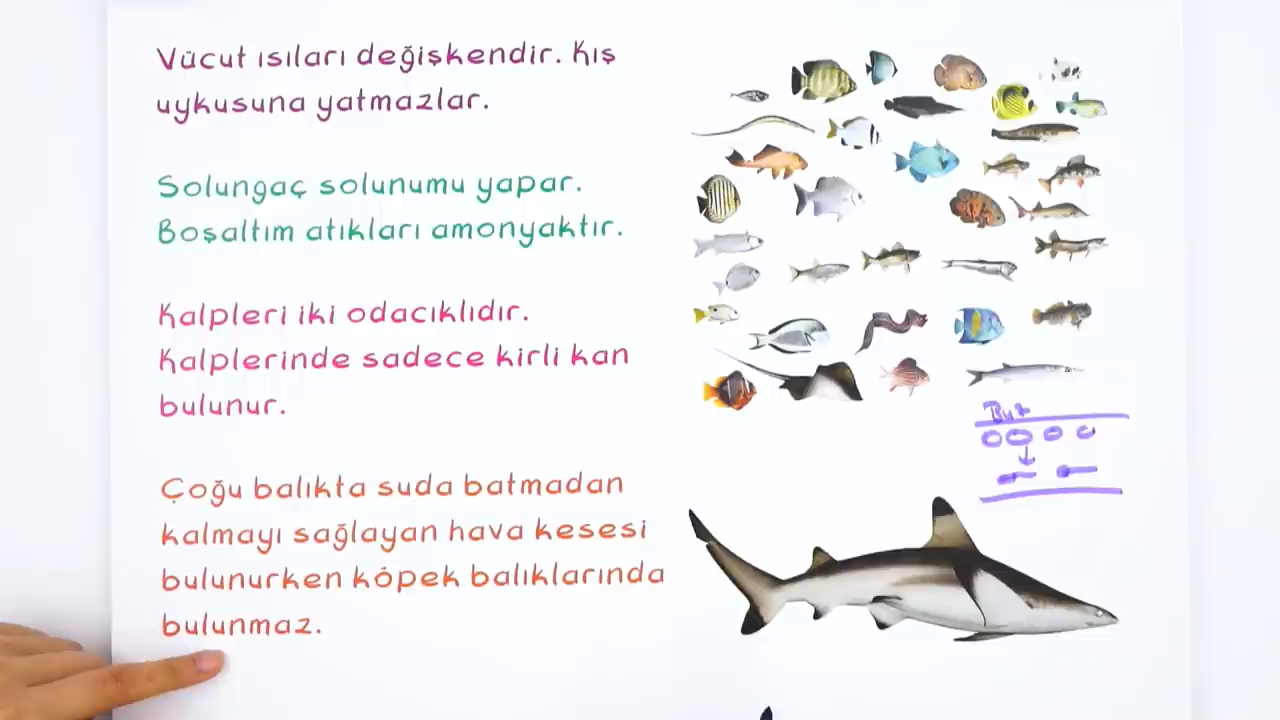 Vücut ısıları değişkendir. Kış
uykusuna yatmazlar.
Solungaç solunumu yapar.
Boşaltım atıkları amonyaktır.
Kalpleri iki odacıklıdır.
Kalplerinde sadece kirli kan
bulunur.
Çoğu balıkta suda batmadan
kalmayı sağlayan hava kesesi
bulunurken köpek balıklarında
bulunmaz.